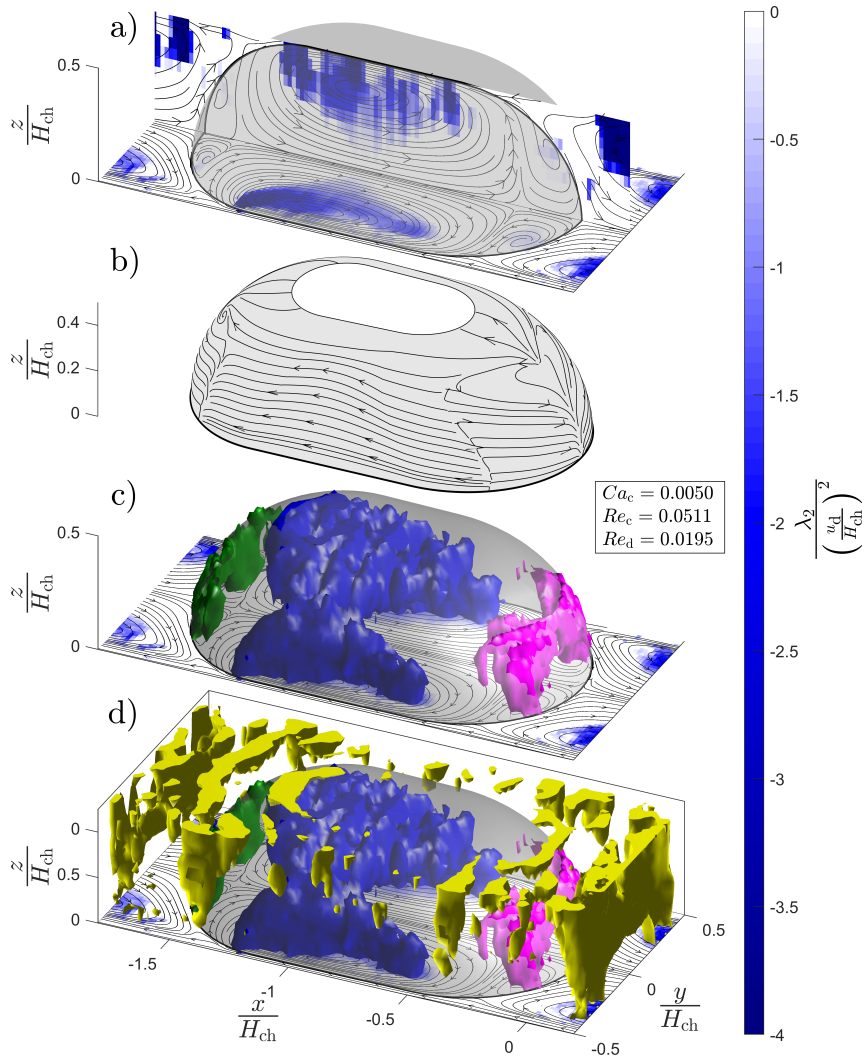 a)
0.5
z/H_ch
0
b)
0.4
0.2
0
z/H_ch
c)
0.5
0
z/H_ch
Ca_c = 0.0050
Re_c = 0.0511
Re_d = 0.0195
d)
0
0.5
0
z/H_ch
-1.5
-1
-0.5
0
x/H_ch
-0.5
0
0.5
y/H_ch
0
-0.5
-1
-1.5
-2
-2.5
-3
-3.5
-4
λ_2/(u_d/H_ch)^2